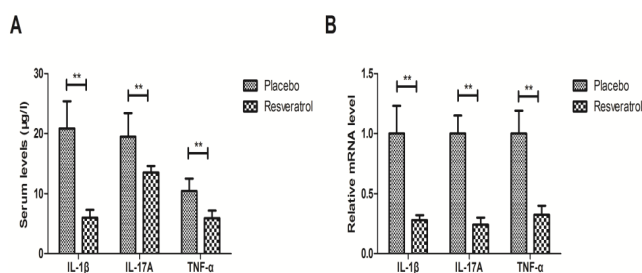 A
Serum levels (µg/l)
30
20
10
0
**
**
**
Placebo
Resveratrol
IL-1β
IL-17A
TNF-α
B
Relative mRNA level
1.5
1.0
0.5
0.0
**
**
**
Placebo
Resveratrol
IL-1β
IL-17A
TNF-α